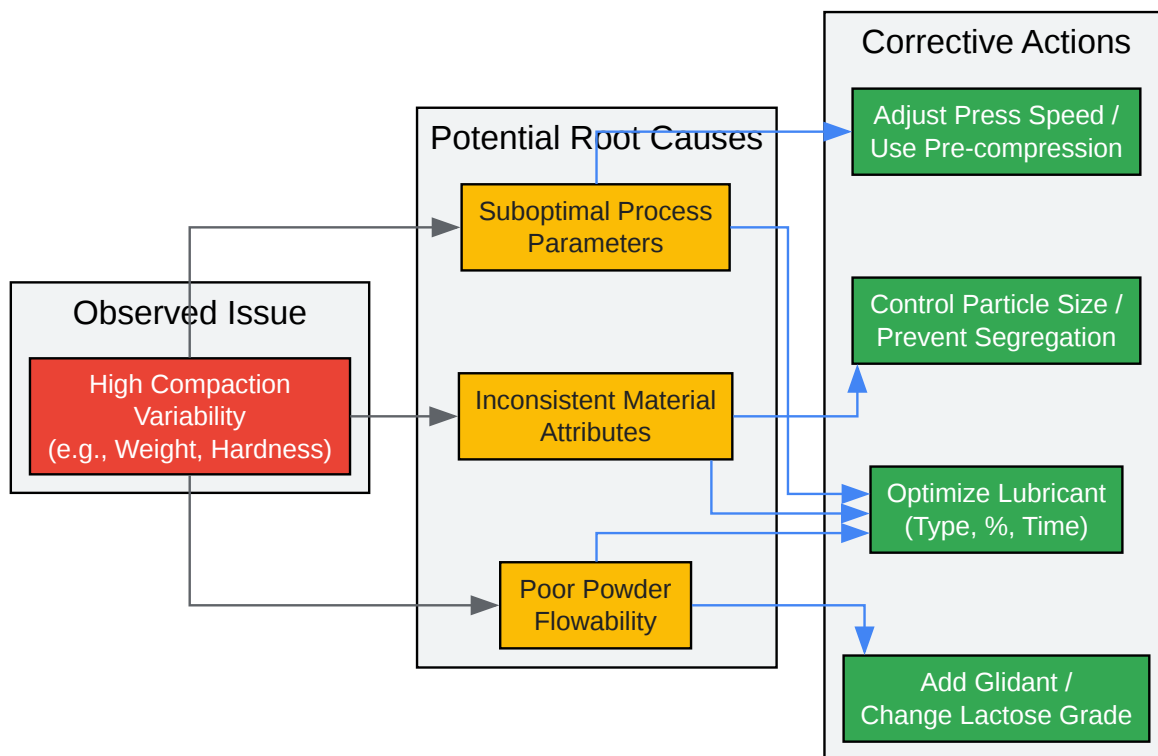 Observed Issue
High Compaction
Variability
(e.g., Weight, Hardness)
Potential Root Causes
Suboptimal Process
Parameters
Inconsistent Material
Attributes
Poor Powder
Flowability
Corrective Actions
Adjust Press Speed /
Use Pre-compression
Control Particle Size /
Prevent Segregation
Optimize Lubricant
(Type, %, Time)
Add Glidant /
Change Lactose Grade